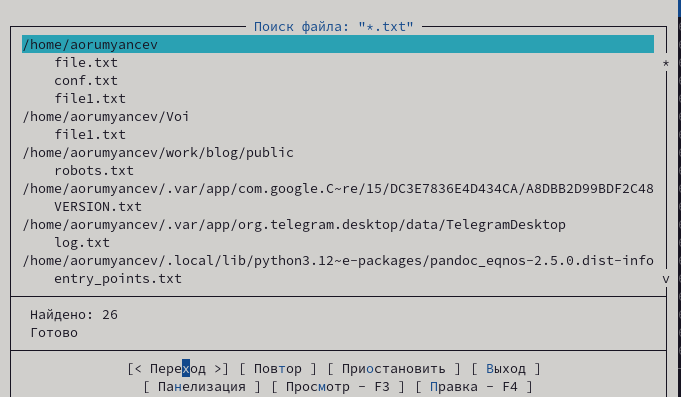 Поиск файла: "*.txt"
/home/aorumyancev
file.txt
conf.txt
file1.txt
/home/aorumyancev/Voi
file1.txt
/home/aorumyancev/work/blog/public
robots.txt
/home/aorumyancev/.var/app/com.google.C~re/15/DC3E7836E4D434CA/A8DBB2D99BDF2C48
VERSION.txt
/home/aorumyancev/.var/app/org.telegram.desktop/data/TelegramDesktop
log.txt
/home/aorumyancev/.local/lib/python3.12~e-packages/pandoc_eqnos-2.5.0.dist-info
entry_points.txt
Найдено: 26
Готово
[< Переход >] [ Повтор ] [ Приостановить ] [ Выход ]
[ Панелизация ] [ Просмотр - F3 ] [ Правка - F4 ]